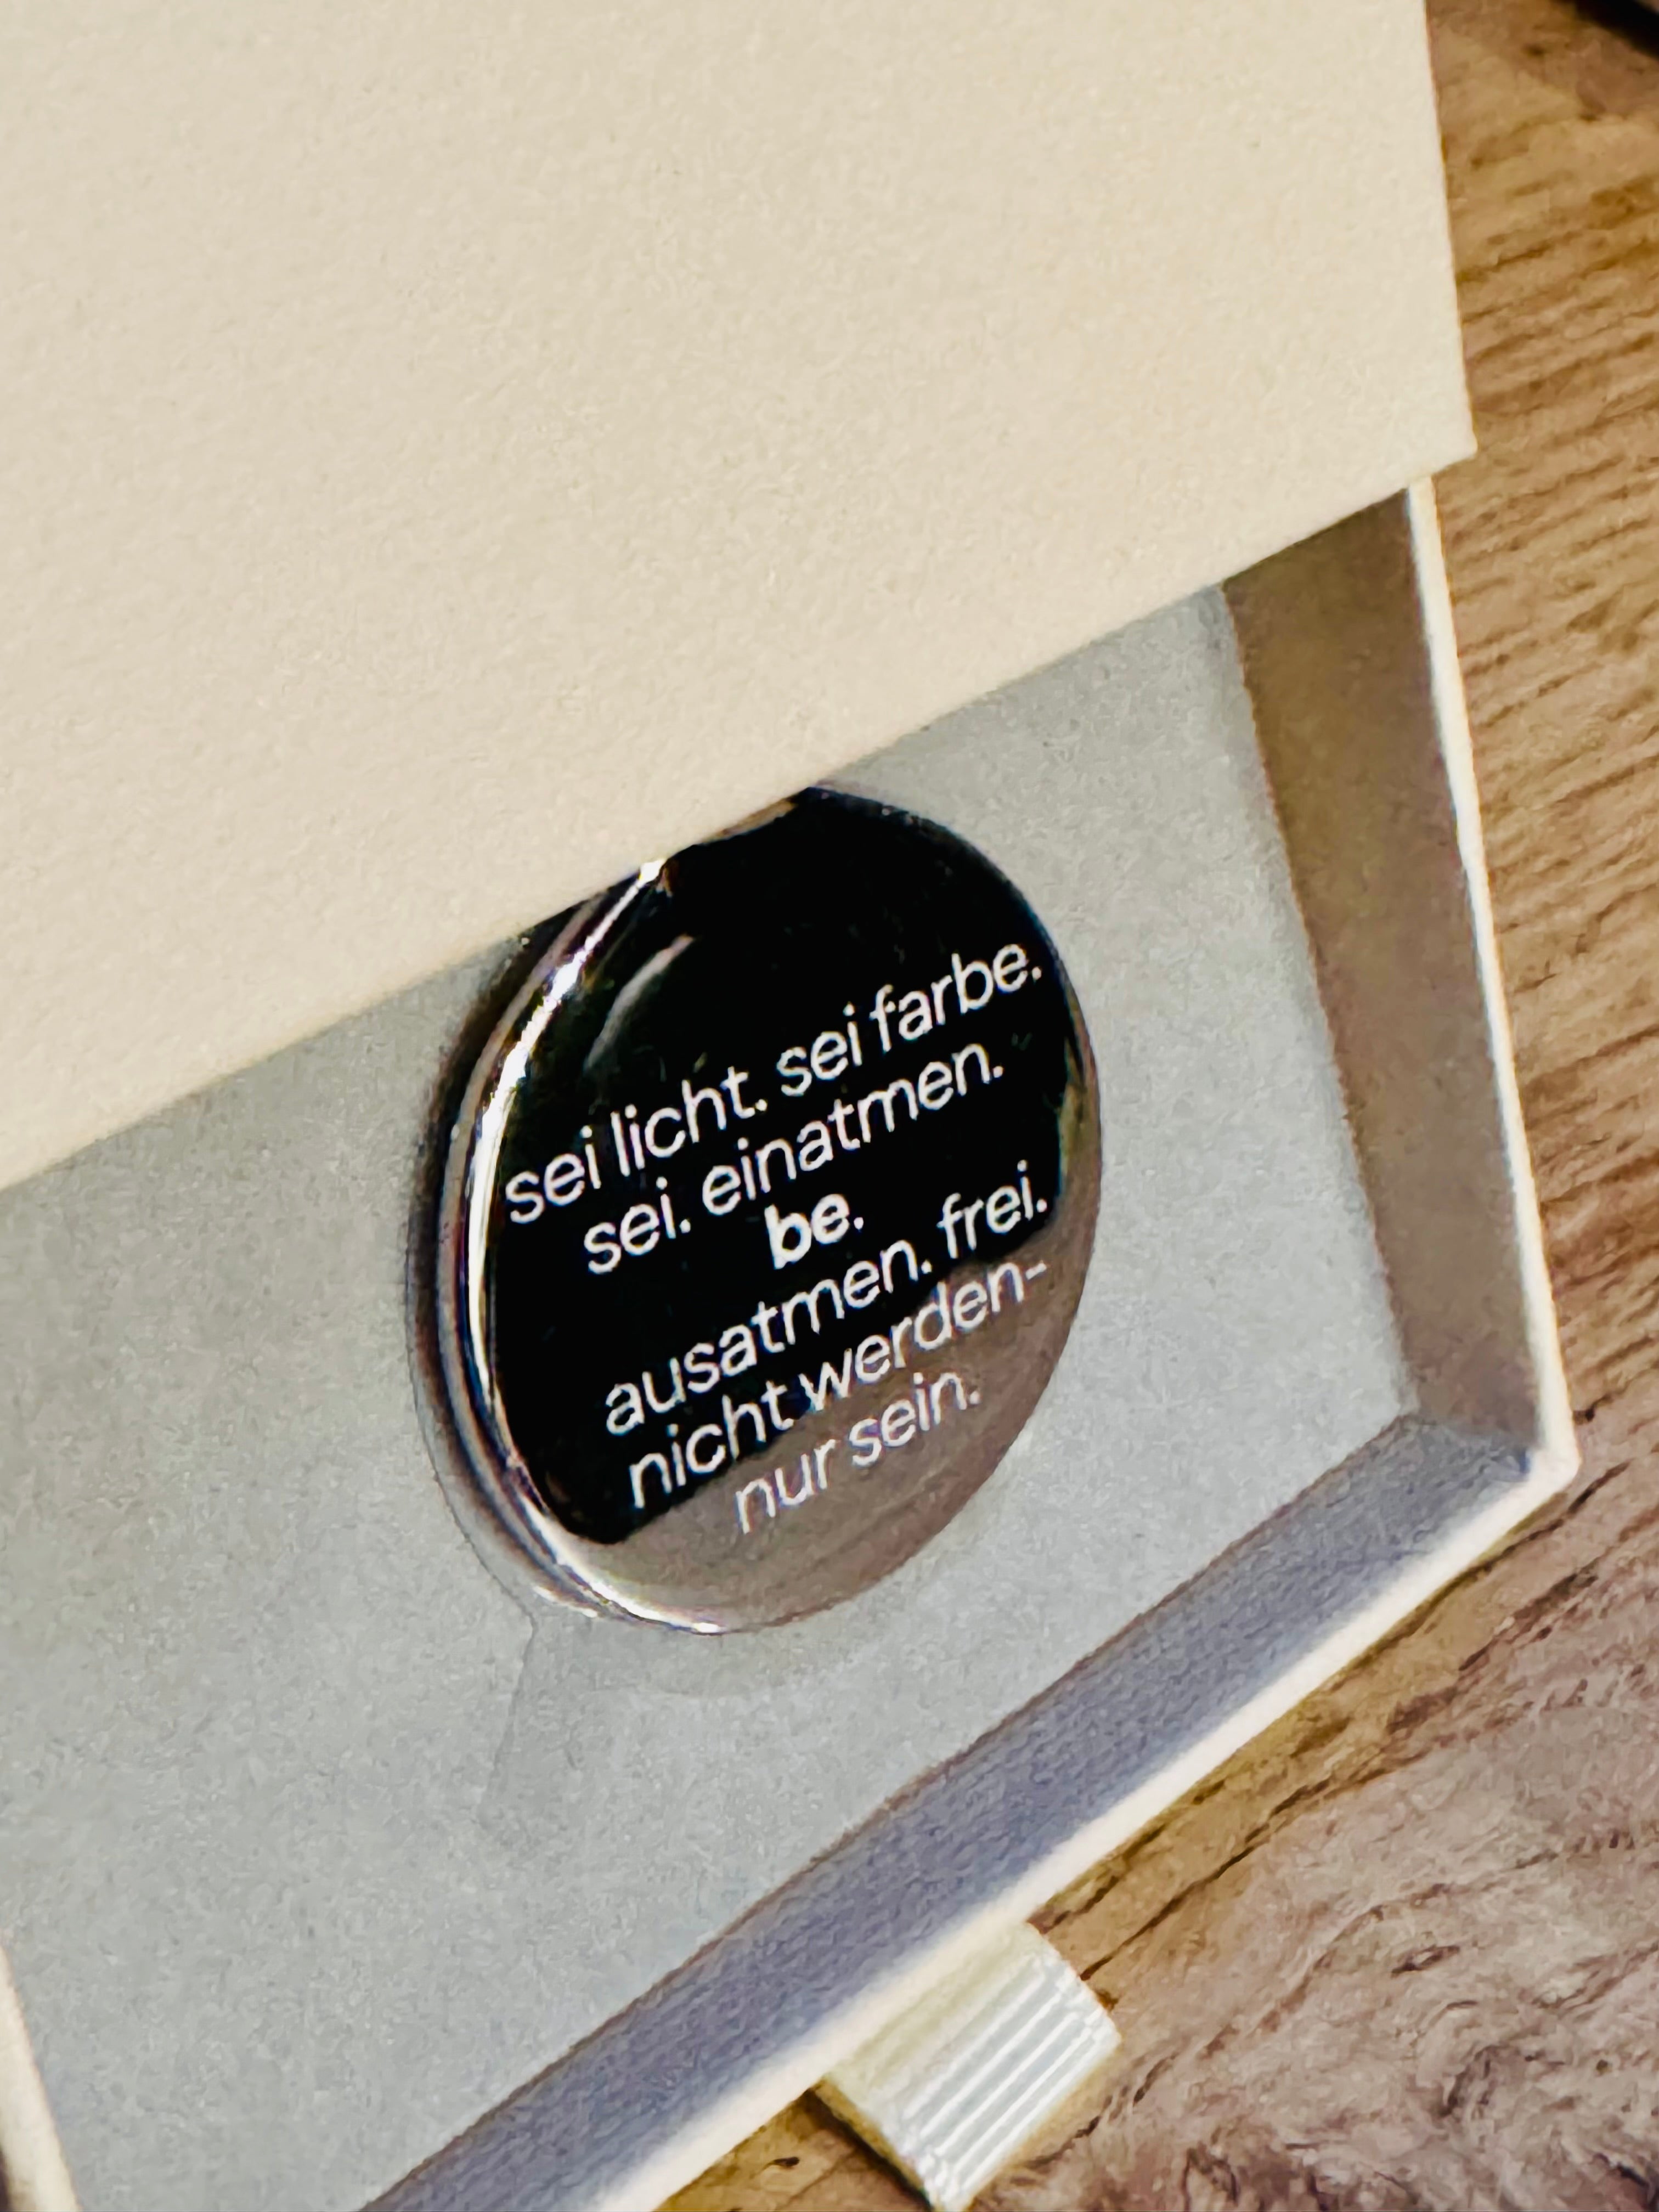 sei licht. sei farbe.
sei. einatmen.
be.
ausatmen. frei.
nicht werden-
nur sein.